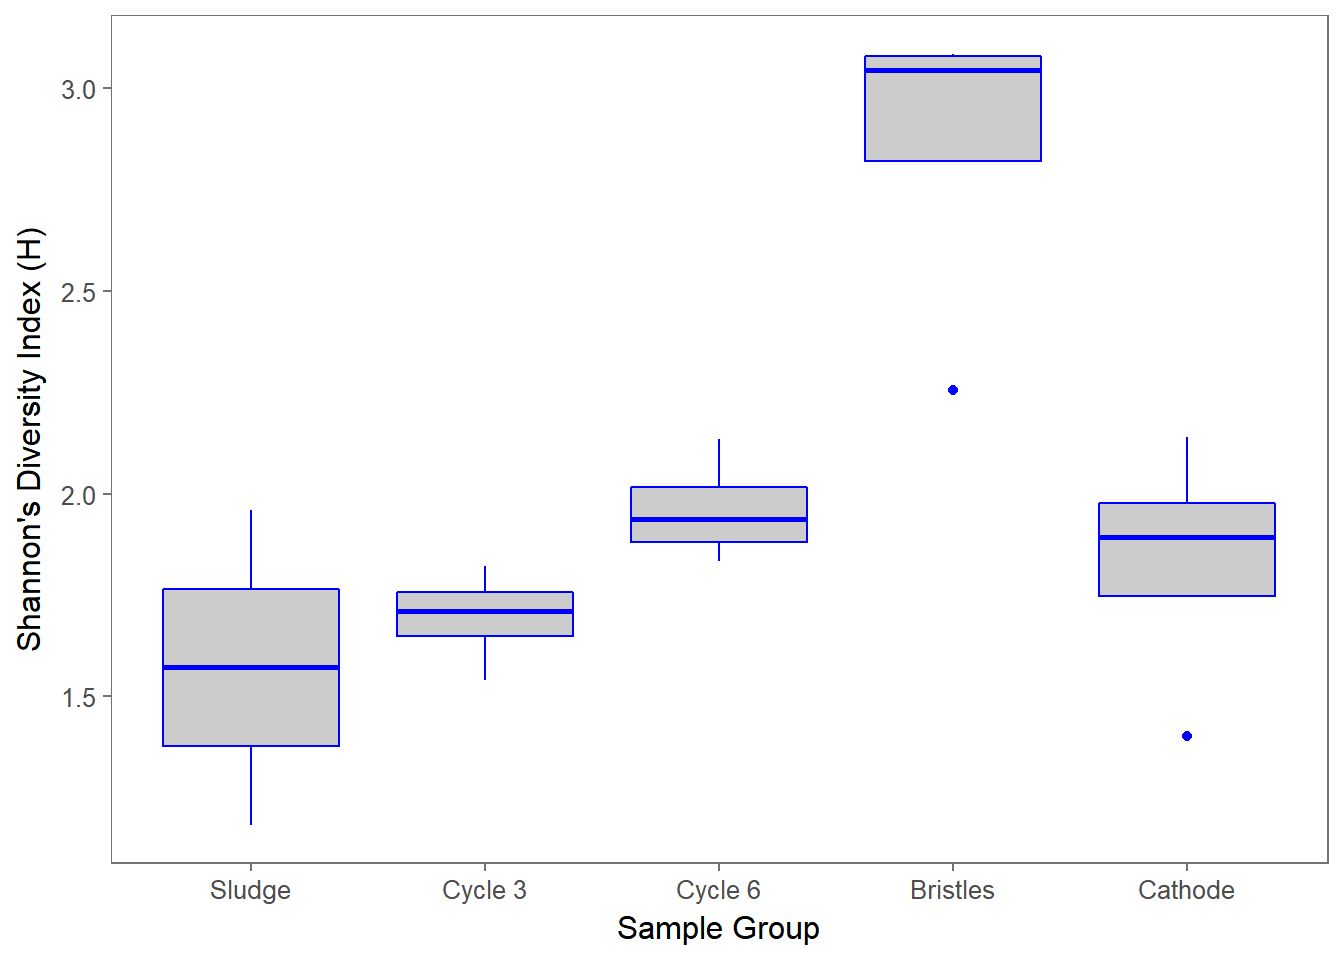 Shannon's Diversity Index (H)
3.0
2.5
2.0
1.5
Sludge Cycle 3 Cycle 6 Bristles Cathode
Sample Group